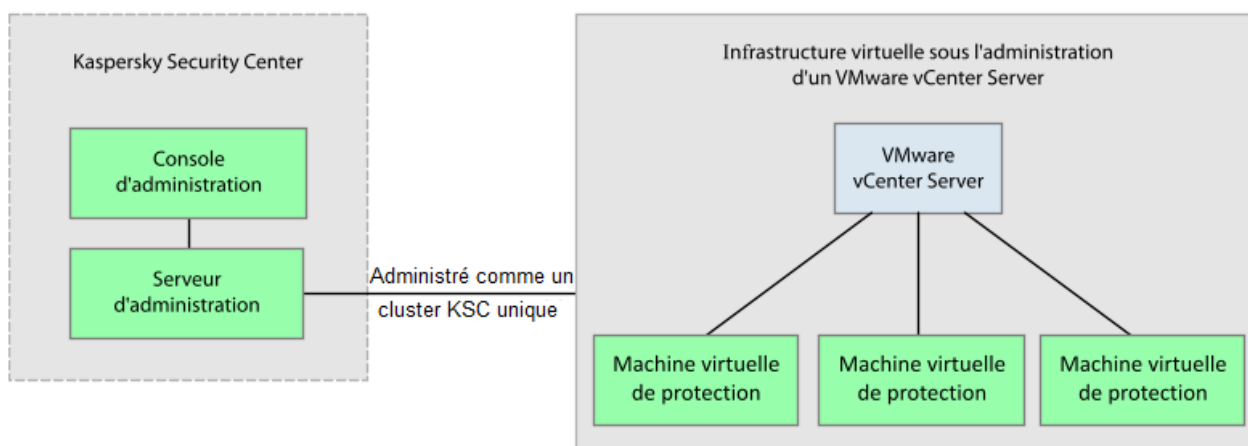 Kaspersky Security Center
Console
d'administration
Serveur
d'administration
Administré comme un
cluster KSC unique
Infrastructure virtuelle sous l'administration
d'un VMware vCenter Server
VMware
vCenter Server
Machine virtuelle
de protection
Machine virtuelle
de protection
Machine virtuelle
de protection